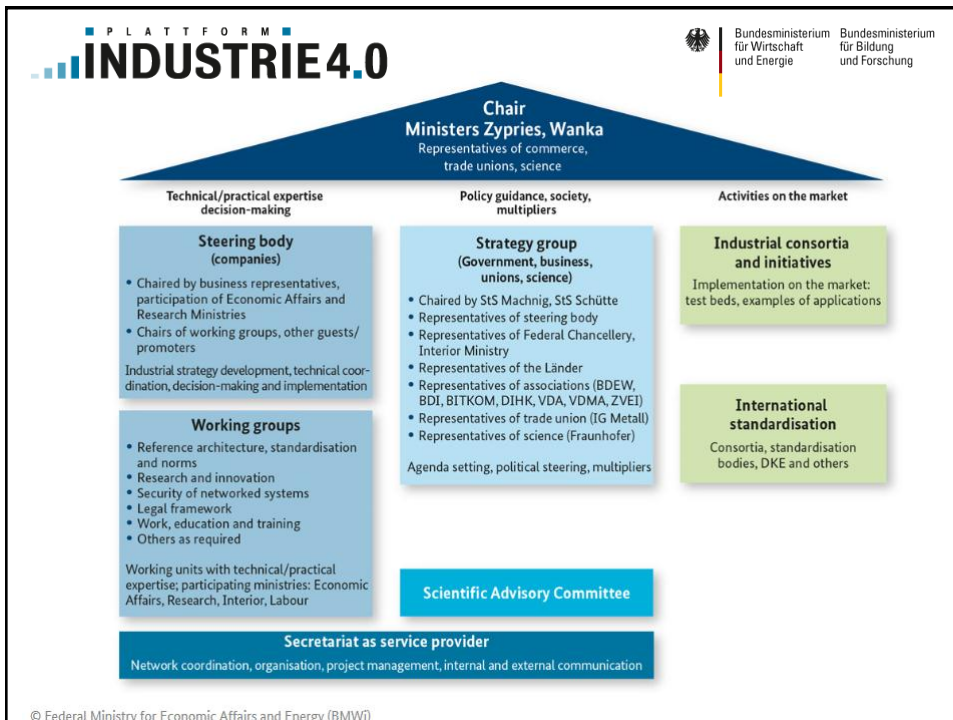 PLATTFORM
INDUSTRIE4.0
Bundesministerium
für Wirtschaft
und Energie
Bundesministerium
für Bildung
und Forschung
Chair
Ministers Zypries, Wanka
Representatives of commerce,
trade unions, science
Technical/practical expertise
decision-making
Steering body
(companies)
• Chaired by business representatives,
participation of Economic Affairs and
Research Ministries
• Chairs of working groups, other guests/
promoters
Industrial strategy development, technical coor-
dination, decision-making and implementation
Working groups
• Reference architecture, standardisation
and norms
• Research and innovation
• Security of networked systems
• Legal framework
• Work, education and training
• Others as required
Working units with technical/practical
expertise; participating ministries: Economic
Affairs, Research, Interior, Labour
Policy guidance, society,
multipliers
Strategy group
(Government, business,
unions, science)
• Chaired by StS Machnig, StS Schütte
• Representatives of steering body
• Representatives of Federal Chancellery,
Interior Ministry
• Representatives of the Länder
• Representatives of associations (BDEW,
BDI, BITKOM, DIHK, VDA, VDMA, ZVEI)
• Representatives of trade union (IG Metall)
• Representatives of science (Fraunhofer)
Agenda setting, political steering, multipliers
Scientific Advisory Committee
Activities on the market
Industrial consortia
and initiatives
Implementation on the market:
test beds, examples of applications
International
standardisation
Consortia, standardisation
bodies, DKE and others
Secretariat as service provider
Network coordination, organisation, project management, internal and external communication
© Federal Ministry for Economic Affairs and Energy (BMWi)